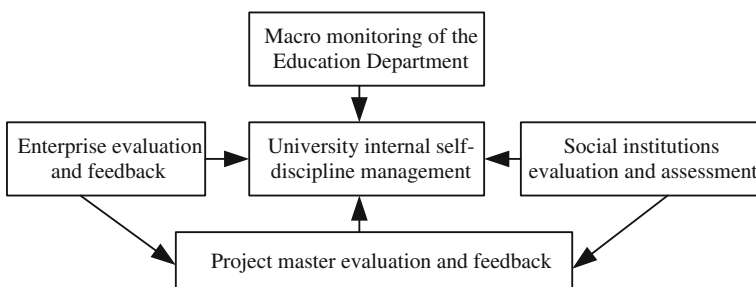 Macro monitoring of the
Education Department
Enterprise evaluation
and feedback
University internal self-
discipline management
Social institutions
evaluation and assessment
Project master evaluation and feedback